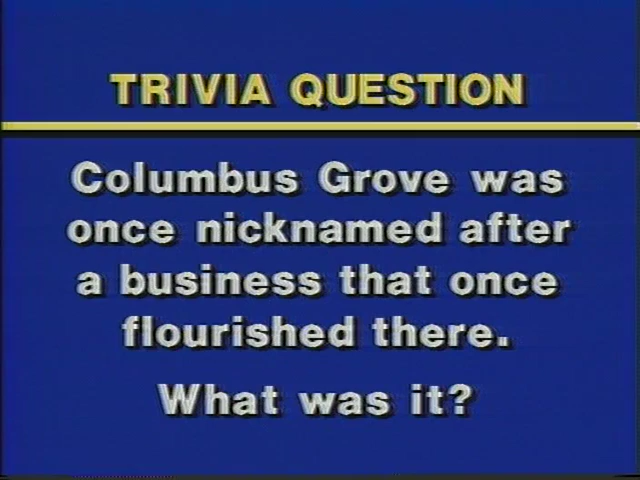 TRIVIA QUESTION
Columbus Grove was
once nicknamed after
a business that once
flourished there.
What was it?